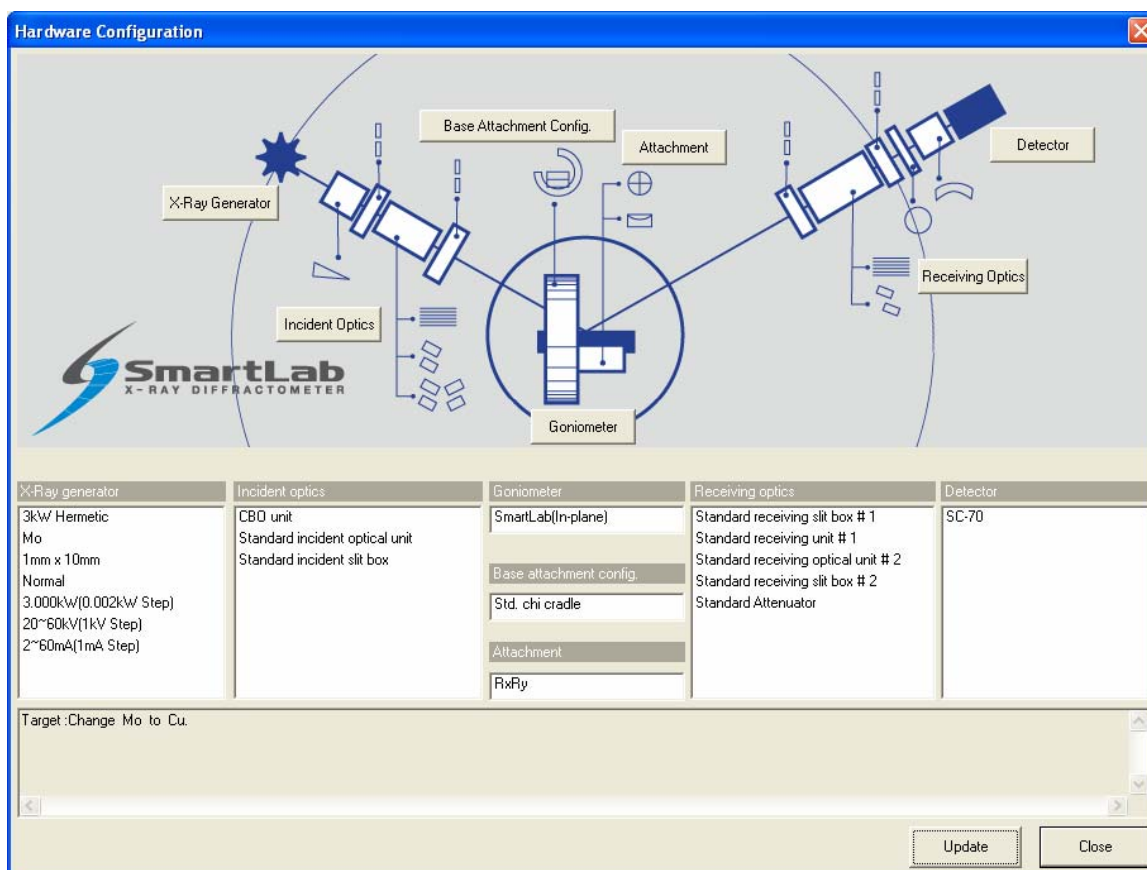 Hardware Configuration
Base Attachment Config.
Attachment
Detector
X-Ray Generator
Receiving Optics
Incident Optics
SmartLab
X-RAY DIFFRACTOMETER
Goniometer
X-Ray generator
3kW Hermetic
Mo
1mm x 10mm
Normal
3.000kW(0.002kW Step)
20~60kV(1kV Step)
2~60mA(1mA Step)
Incident optics
CBO unit
Standard incident optical unit
Standard incident slit box
Goniometer
SmartLab(In-plane)
Base attachment config.
Std. chi cradle
Attachment
RxRy
Receiving optics
Standard receiving slit box # 1
Standard receiving unit # 1
Standard receiving optical unit # 2
Standard receiving slit box # 2
Standard Attenuator
Detector
SC-70
Target :Change Mo to Cu.
Update
Close